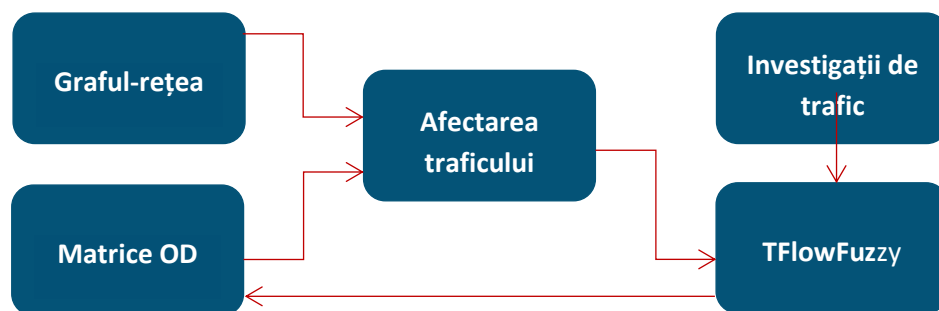 Graful-rețea
Investigații de
trafic
Afectarea
traficului
Matrice OD
TFlowFuzzy